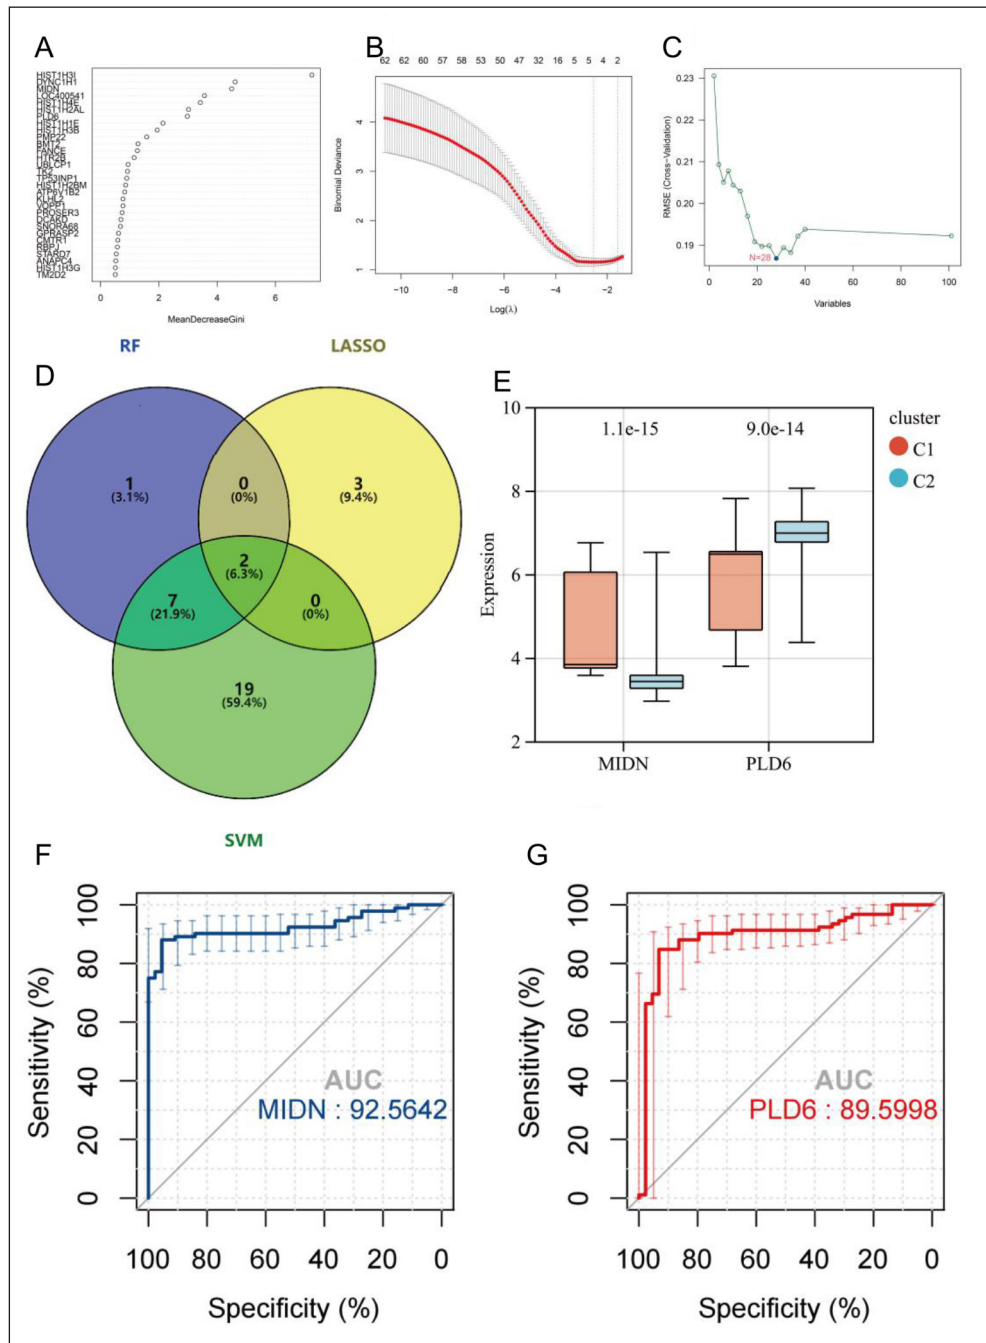 A
HIST1H3I
DYNC1H1
MIDN
LOC400541
HIST1H4E
HIST1H2AL
PLD6
HIST1H1E
HIST1H3B
PMP22
BMT2
FANCE
HTR2B
UBLCP1
TK2
TP53INP1
HIST1H2BM
ATP6V1B2
KLHL2
VOPP1
PROSER3
DCAKD
SNORA68
GPRASP2
CMTR1
RBPJ
STARD7
ANAPC4
HIST1H3G
TM2D2
0 2 4 6
MeanDecreaseGini
B
62 62 60 57 58 53 50 47 32 16 5 5 4 2
Binomial Deviance
4
3
2
1
−10 −8 −6 −4 −2
Log(λ)
C
RMSE (Cross−Validation)
0.23
0.22
0.21
0.20
0.19
N=28
0 20 40 60 80 100
Variables
D
RF
LASSO
1
(3.1%)
0
(0%)
3
(9.4%)
2
(6.3%)
7
(21.9%)
0
(0%)
19
(59.4%)
SVM
E
Expression
10
8
6
4
2
1.1e-15
9.0e-14
MIDN
PLD6
cluster
C1
C2
F
Sensitivity (%)
100
80
60
40
20
0
AUC
MIDN : 92.5642
100 80 60 40 20 0
Specificity (%)
G
Sensitivity (%)
100
80
60
40
20
0
AUC
PLD6 : 89.5998
100 80 60 40 20 0
Specificity (%)